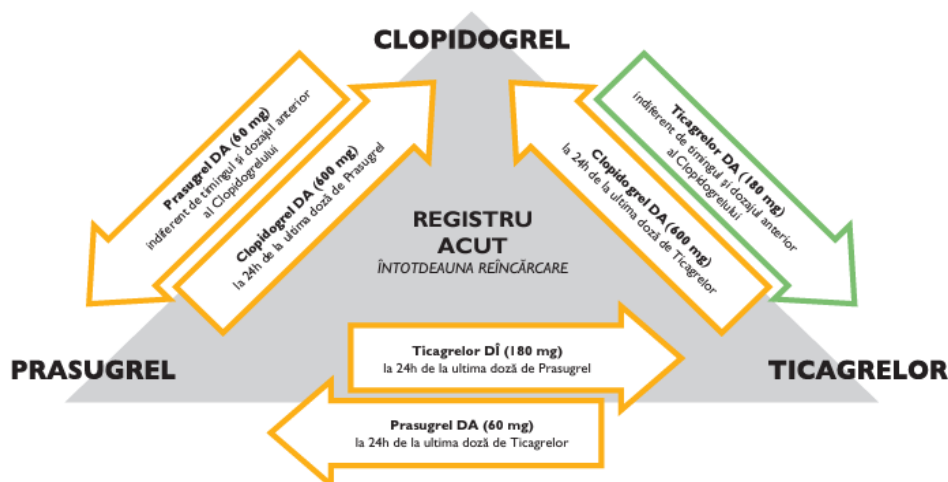 CLOPIDOGREL
Prasugrel DA (60 mg)
indiferent de timingul și dozajul anterior
al Clopidogrelului
Clopidogrel DA (600 mg)
la 24h de la ultima doză de Prasugrel
Ticagrelor DA (180 mg)
indiferent de timingul și dozajul anterior
al Clopidogrelului
Clopidogrel DA (600 mg)
la 24h de la ultima doză de Ticagrelor
REGISTRU
ACUT
ÎNTOTDEAUNA REÎNCĂRCARE
PRASUGREL
Ticagrelor DÎ (180 mg)
la 24h de la ultima doză de Prasugrel
TICAGRELOR
Prasugrel DA (60 mg)
la 24h de la ultima doză de Ticagrelor